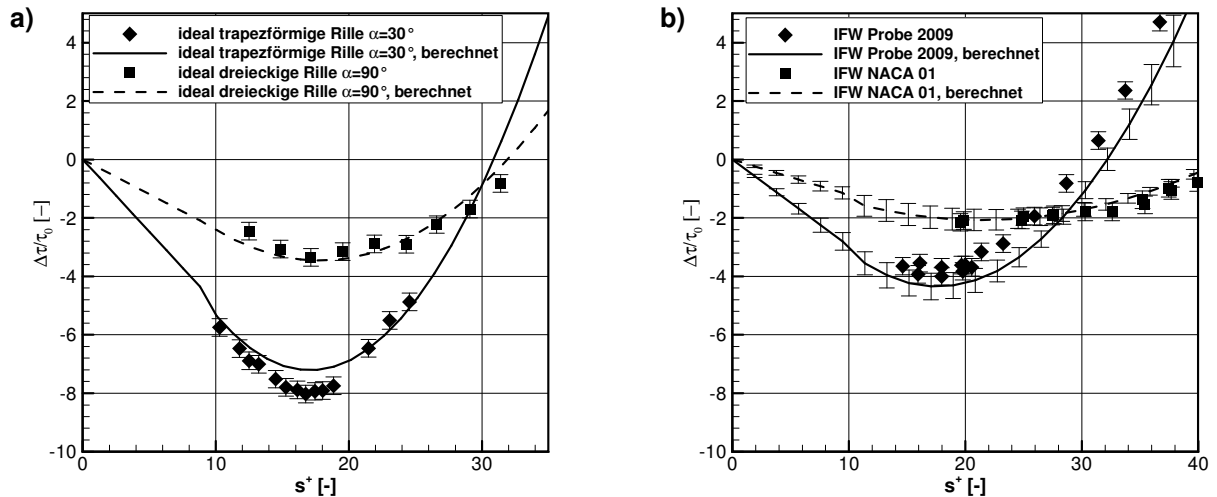 a)
ideal trapezförmige Rille α=30°
ideal trapezförmige Rille α=30°, berechnet
ideal dreieckige Rille α=90°
ideal dreieckige Rille α=90°, berechnet
4
2
0
-2
-4
-6
-8
-10
Δτ/τ₀ [–]
0 10 20 30
s⁺ [-]
b)
IFW Probe 2009
IFW Probe 2009, berechnet
IFW NACA 01
IFW NACA 01, berechnet
4
2
0
-2
-4
-6
-8
-10
Δτ/τ₀ [–]
0 10 20 30 40
s⁺ [-]